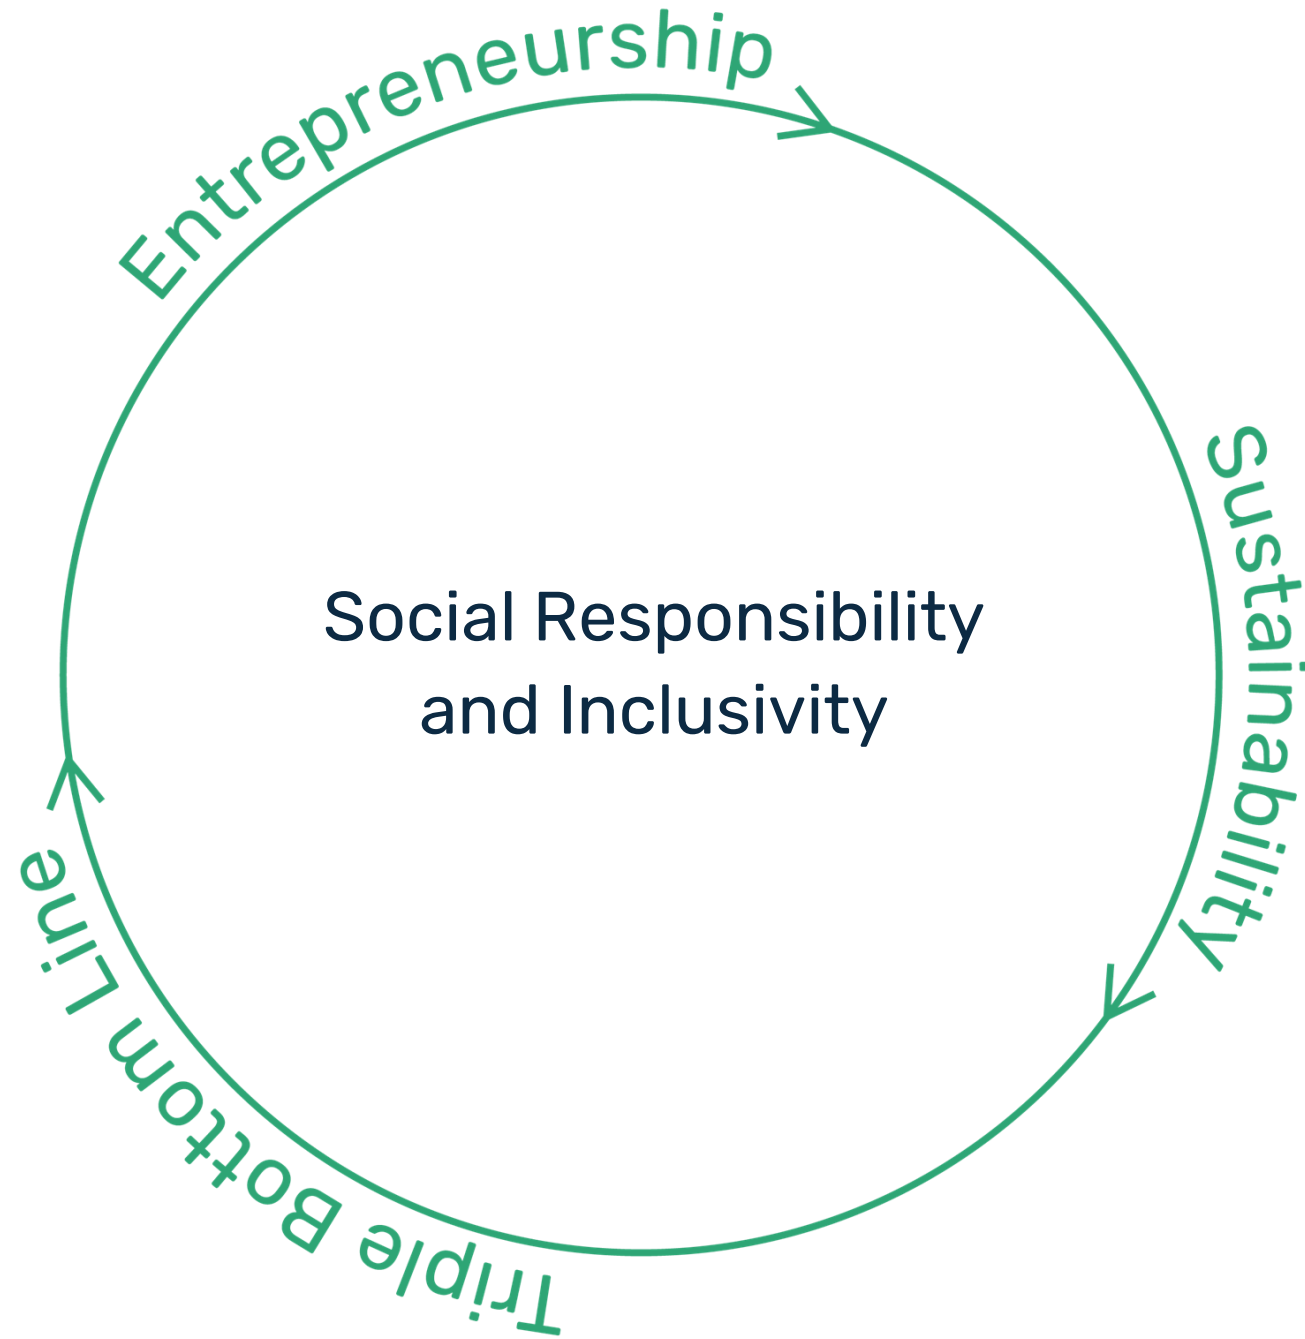 Entrepreneurship
Sustainability
Social Responsibility
and Inclusivity
Triple Bottom Line